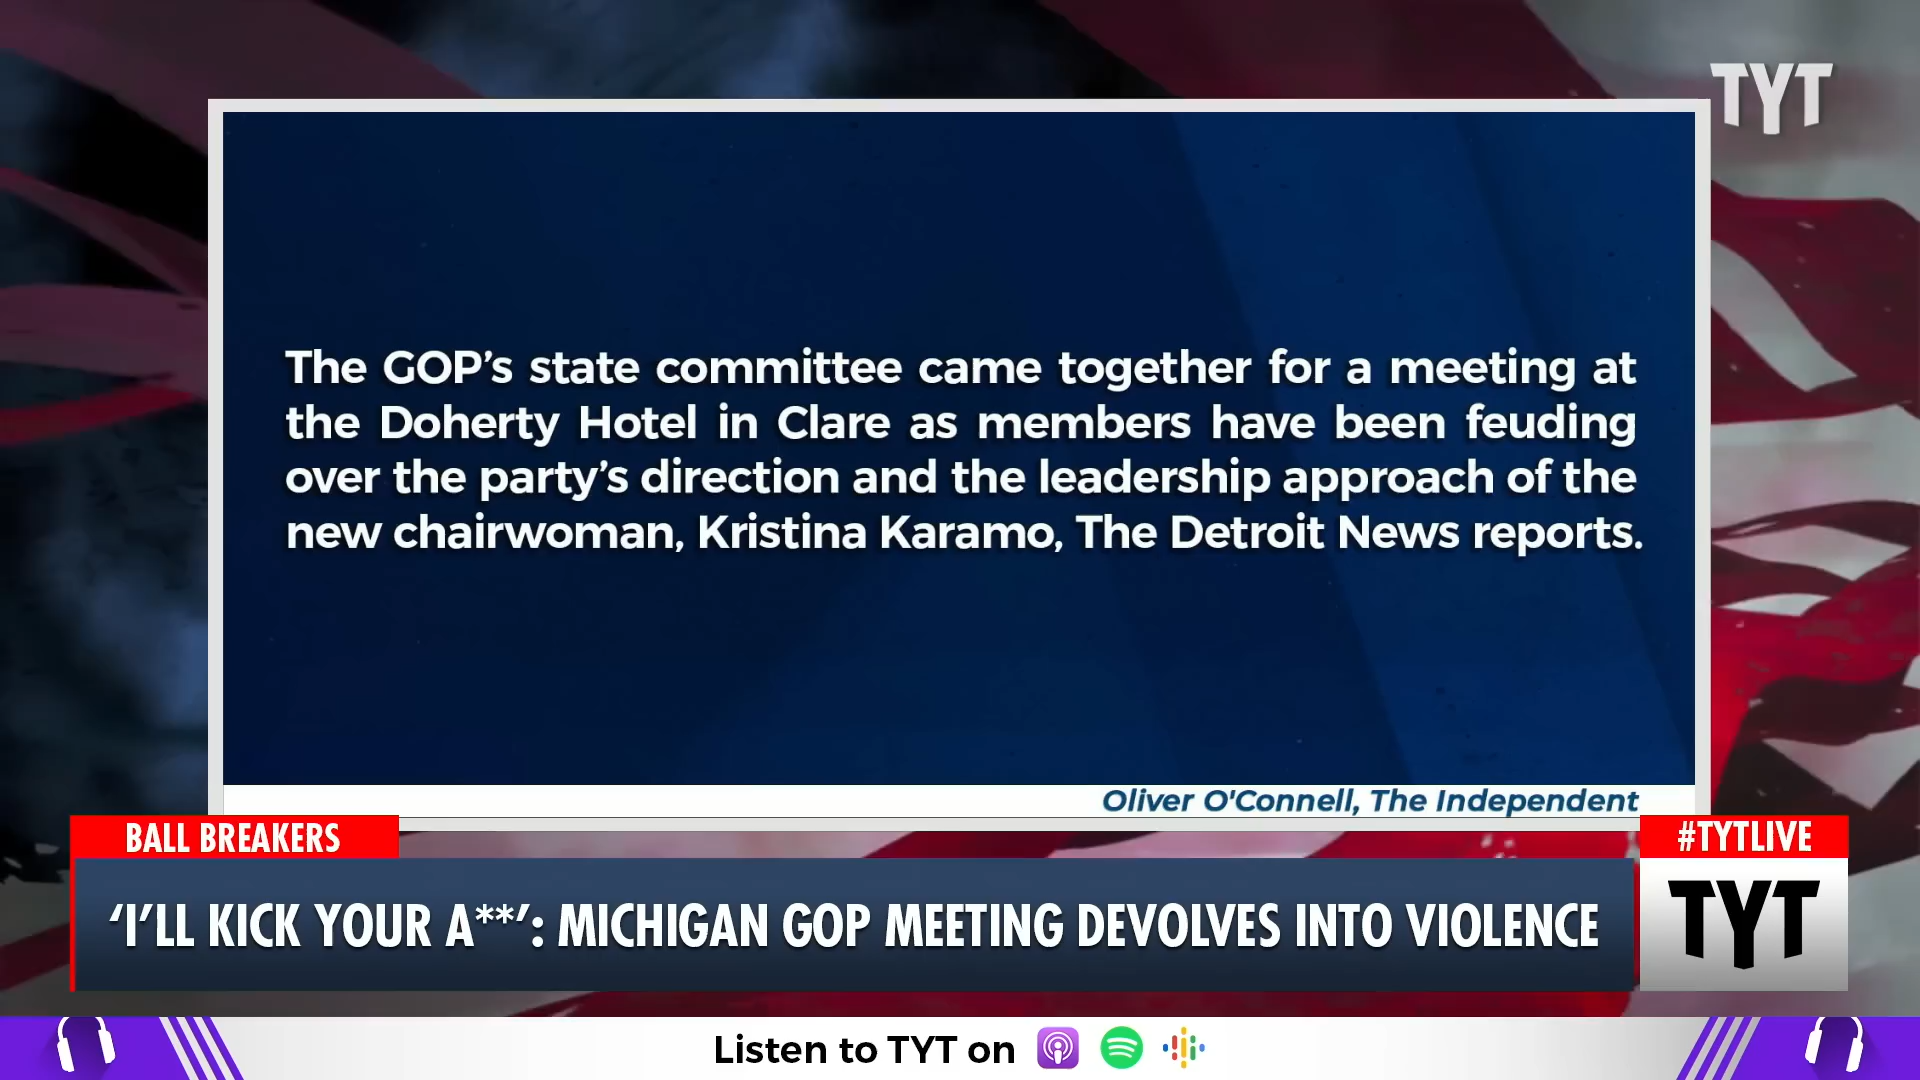 TYT
The GOP’s state committee came together for a meeting at
the Doherty Hotel in Clare as members have been feuding
over the party’s direction and the leadership approach of the
new chairwoman, Kristina Karamo, The Detroit News reports.
Oliver O'Connell, The Independent
BALL BREAKERS
#TYTLIVE
‘I’LL KICK YOUR A**’: MICHIGAN GOP MEETING DEVOLVES INTO VIOLENCE
TYT
Listen to TYT on